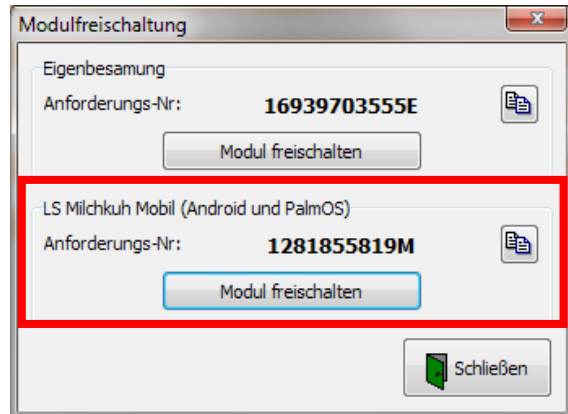 Modulfreischaltung
Eigenbesamung
Anforderungs-Nr: 16939703555E
Modul freischalten
LS Milchkuh Mobil (Android und PalmOS)
Anforderungs-Nr: 1281855819M
Modul freischalten
Schließen